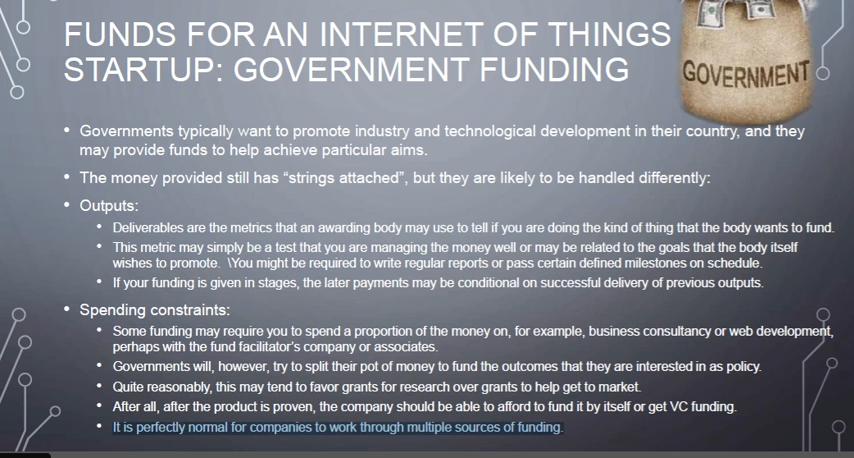 FUNDS FOR AN INTERNET OF THINGS
STARTUP: GOVERNMENT FUNDING
GOVERNMENT
• Governments typically want to promote industry and technological development in their country, and they
may provide funds to help achieve particular aims.
• The money provided still has “strings attached”, but they are likely to be handled differently:
• Outputs:
• Deliverables are the metrics that an awarding body may use to tell if you are doing the kind of thing that the body wants to fund.
• This metric may simply be a test that you are managing the money well or may be related to the goals that the body itself
wishes to promote. \You might be required to write regular reports or pass certain defined milestones on schedule.
• If your funding is given in stages, the later payments may be conditional on successful delivery of previous outputs.
• Spending constraints:
• Some funding may require you to spend a proportion of the money on, for example, business consultancy or web development,
perhaps with the fund facilitator’s company or associates.
• Governments will, however, try to split their pot of money to fund the outcomes that they are interested in as policy.
• Quite reasonably, this may tend to favor grants for research over grants to help get to market.
• After all, after the product is proven, the company should be able to afford to fund it by itself or get VC funding.
• It is perfectly normal for companies to work through multiple sources of funding.